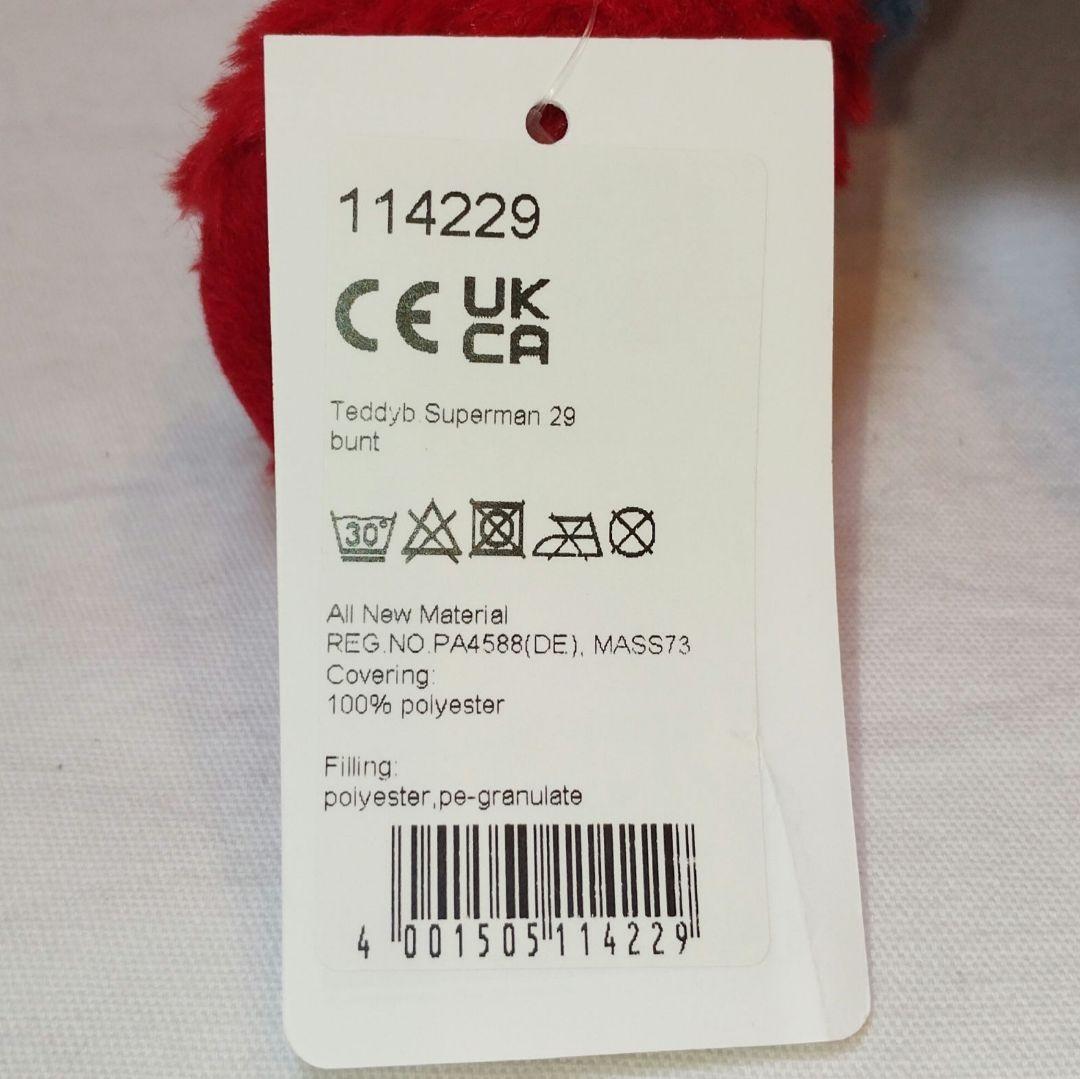 114229
CE UK
CA
Teddyb.Superman 29
bunt
30°
All New Material
REG.NO.PA4588(DE), MASS73
Covering:
100% polyester
Filling:
polyester,pe-granulate
4 001505 114229